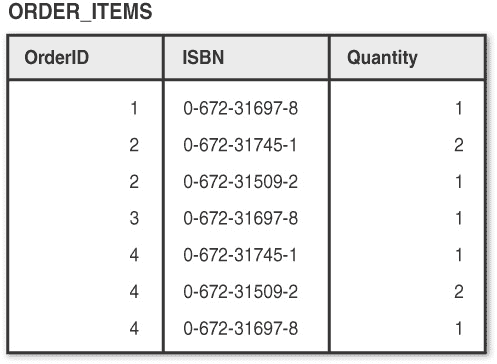 ORDER_ITEMS
OrderID ISBN Quantity
1 0-672-31697-8 1
2 0-672-31745-1 2
2 0-672-31509-2 1
3 0-672-31697-8 1
4 0-672-31745-1 1
4 0-672-31509-2 2
4 0-672-31697-8 1